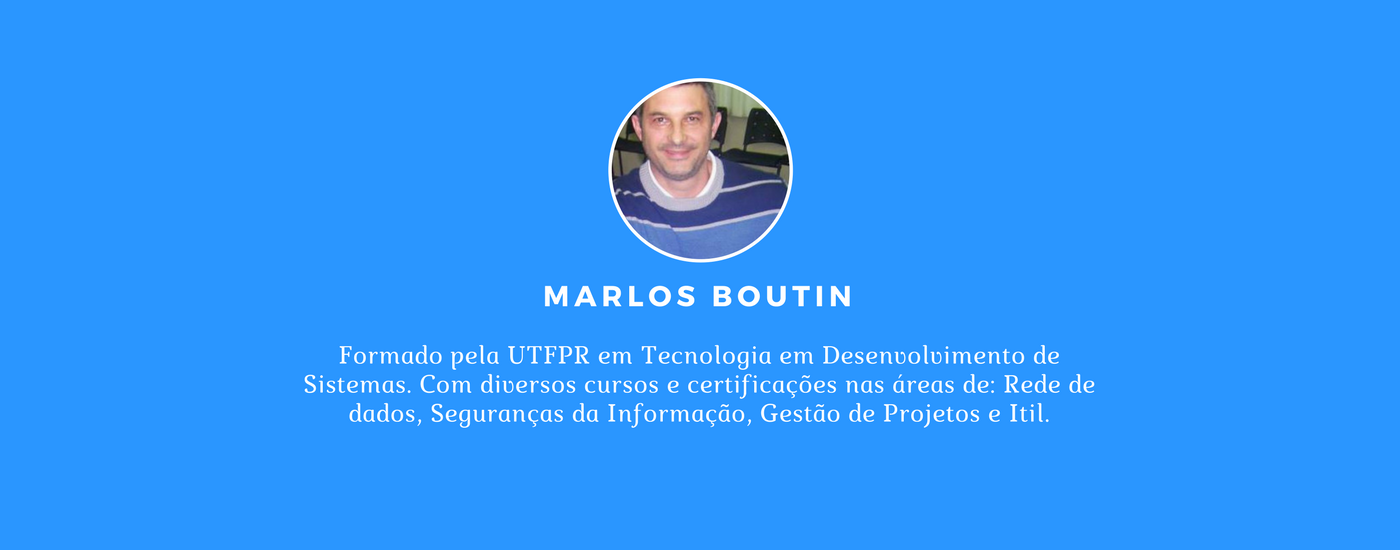 MARLOS BOUTIN
Formado pela UTFPR em Tecnologia em Desenvolvimento de
Sistemas. Com diversos cursos e certificações nas áreas de: Rede de
dados, Seguranças da Informação, Gestão de Projetos e Itil.